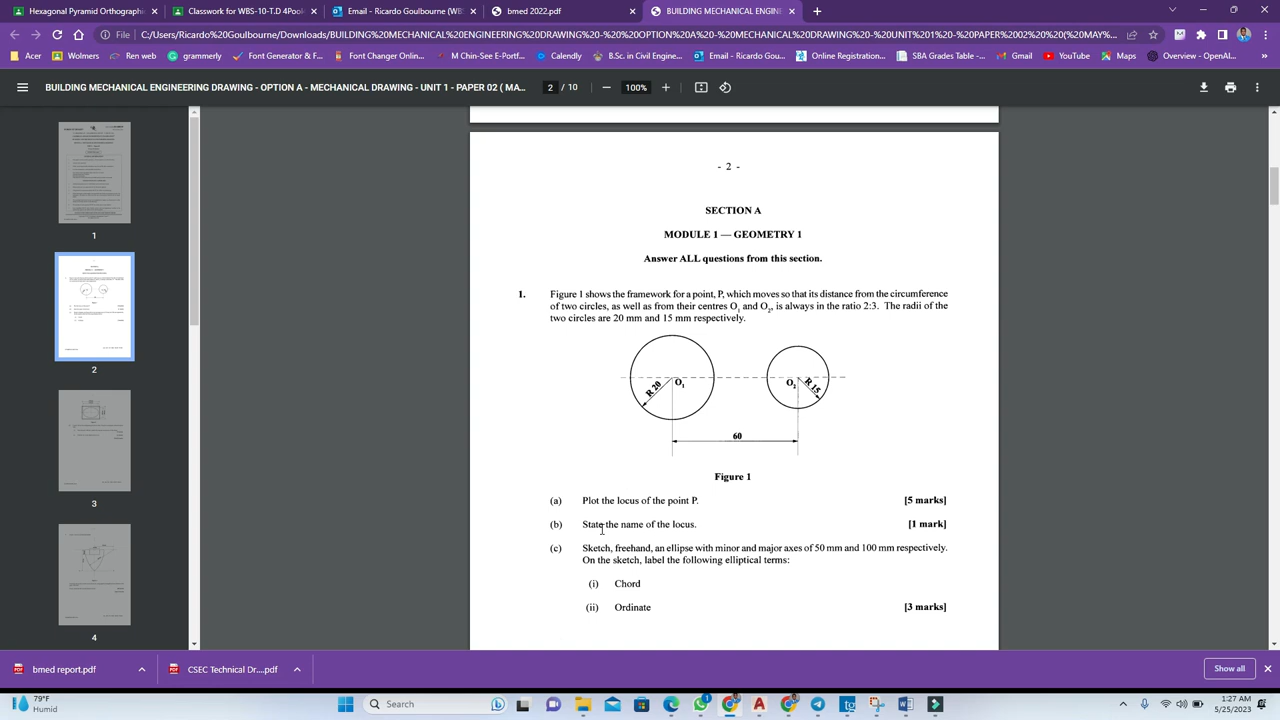 Hexagonal Pyramid Orthographic
Classwork for WBS-10-T.D 4Pool
Email - Ricardo Goulbourne (W
bmed 2022.pdf
BUILDING MECHANICAL ENGINE
File
C:/Users/Ricardo%20Goulbourne/Downloads/BUILDING%20MECHANICAL%20ENGINEERING%20DRAWING%20-%20OPTION%20A%20-%20MECHANICAL%20DRAWING%20-%20UNIT%201%20-%20PAPER%2002%20%20(%20MAY%...
Acer
Wolmers
Ren web
grammerly
Font Generator & F...
Font Changer Onlin...
M Chin-See E-Portf...
Calendly
B.Sc. in Civil Engine...
Email - Ricardo Gou...
Online Registration...
SBA Grades Table -...
Gmail
YouTube
Maps
OpenAI
BUILDING MECHANICAL ENGINEERING DRAWING - OPTION A - MECHANICAL DRAWING - UNIT 1 - PAPER 02 ( MA...
2 / 10
100%
1
2
3
4
- 2 -
SECTION A
MODULE 1 — GEOMETRY 1
Answer ALL questions from this section.
1. Figure 1 shows the framework for a point, P, which moves so that its distance from the circumference
of two circles, as well as from their centres O1 and O2, is always in the ratio 2:3. The radii of the
two circles are 20 mm and 15 mm respectively.
R 20
O1
O2
R 15
60
Figure 1
(a) Plot the locus of the point P. [5 marks]
(b) State the name of the locus. [1 mark]
(c) Sketch, freehand, an ellipse with minor and major axes of 50 mm and 100 mm respectively.
On the sketch, label the following elliptical terms:
(i) Chord
(ii) Ordinate [3 marks]
bmed report.pdf
CSEC Technical Dr....pdf
Show all
79°F
Humid
Search
1:27 AM
5/25/2023